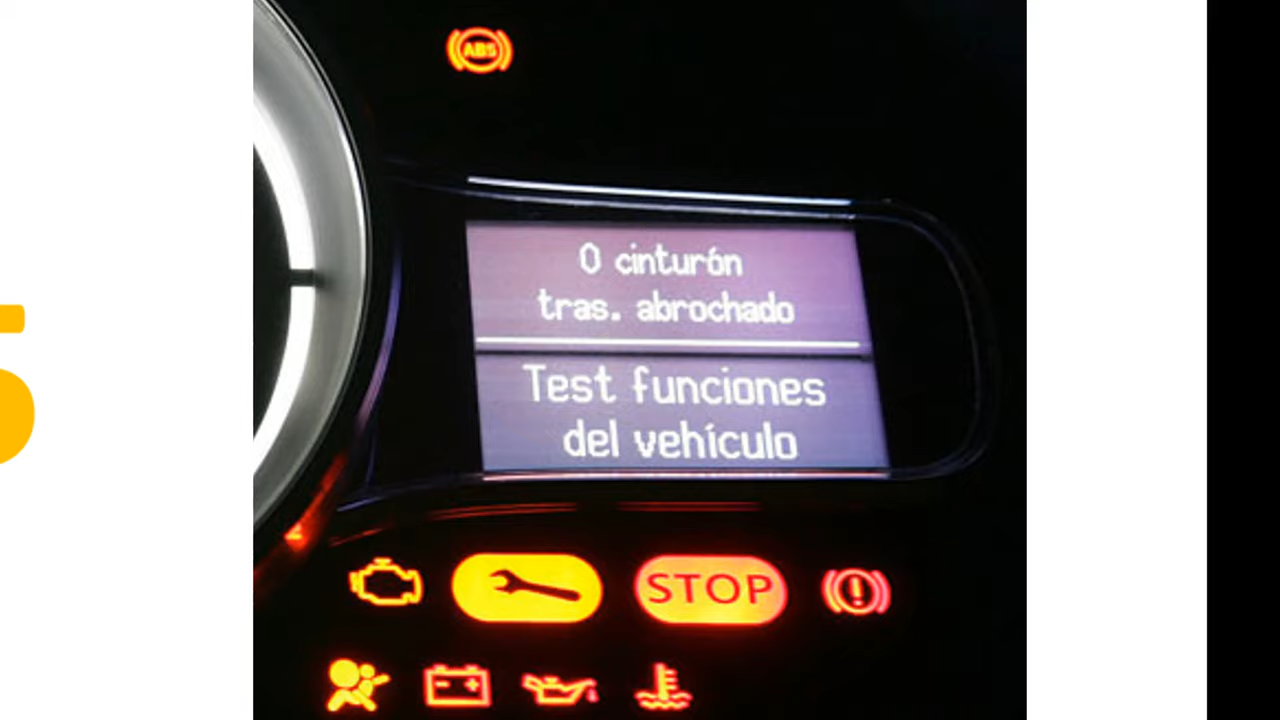 ABS
0 cinturón
tras. abrochado
Test funciones
del vehículo
STOP